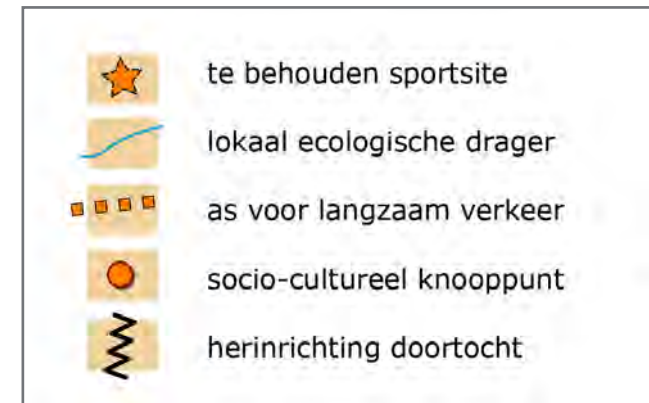 te behouden sportsite
lokaal ecologische drager
as voor langzaam verkeer
socio-cultureel knooppunt
herinrichting doortocht